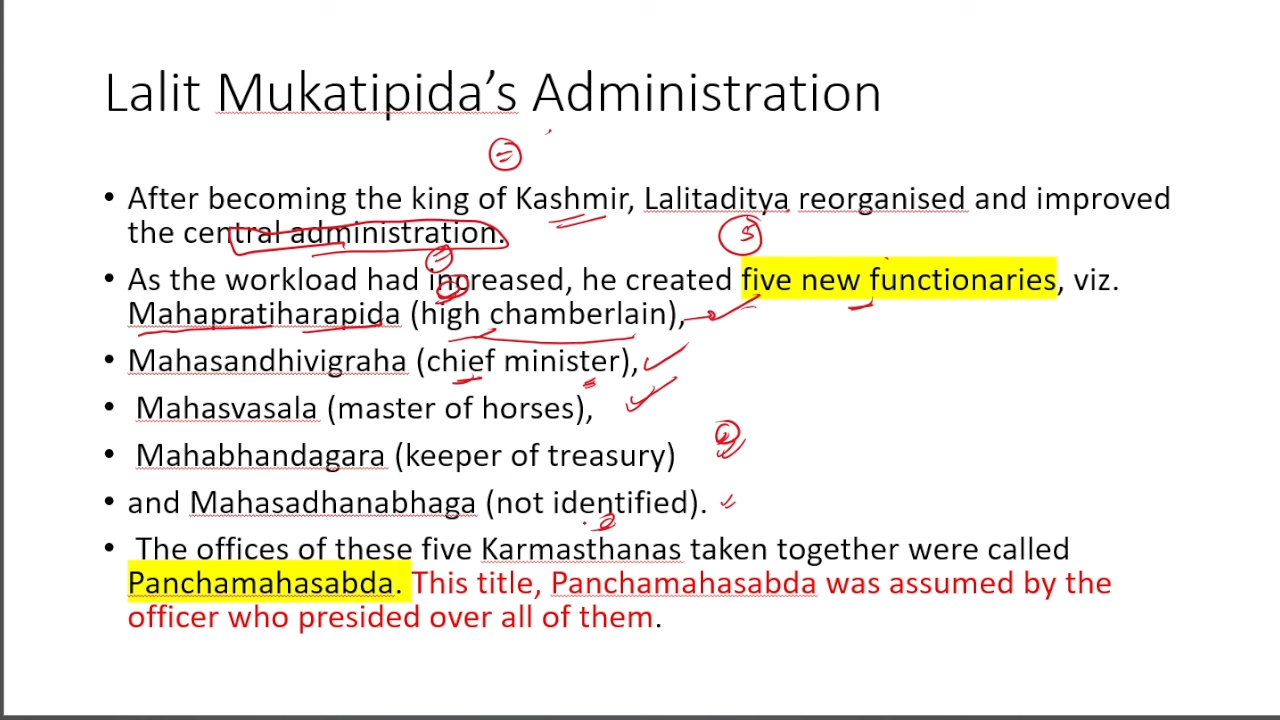 Lalit Mukatipida's Administration
• After becoming the king of Kashmir, Lalitaditya reorganised and improved
the central administration.
• As the workload had increased, he created five new functionaries, viz.
Mahapratiharapida (high chamberlain),
• Mahasandhivigraha (chief minister),
• Mahasvasala (master of horses),
• Mahabhandagara (keeper of treasury)
• and Mahasadhanabhaga (not identified).
• The offices of these five Karmasthanas taken together were called
Panchamahasabda. This title, Panchamahasabda was assumed by the
officer who presided over all of them.